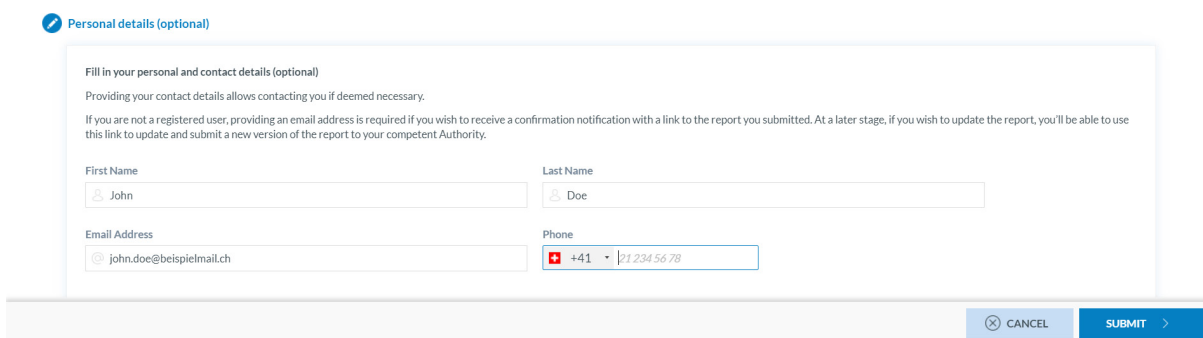 Personal details (optional)
Fill in your personal and contact details (optional)
Providing your contact details allows contacting you if deemed necessary.
If you are not a registered user, providing an email address is required if you wish to receive a confirmation notification with a link to the report you submitted. At a later stage, if you wish to update the report, you'll be able to use
this link to update and submit a new version of the report to your competent Authority.
First Name Last Name
John Doe
Email Address Phone
@ john.doe@beispielmail.ch +41 21 234 56 78
CANCEL SUBMIT